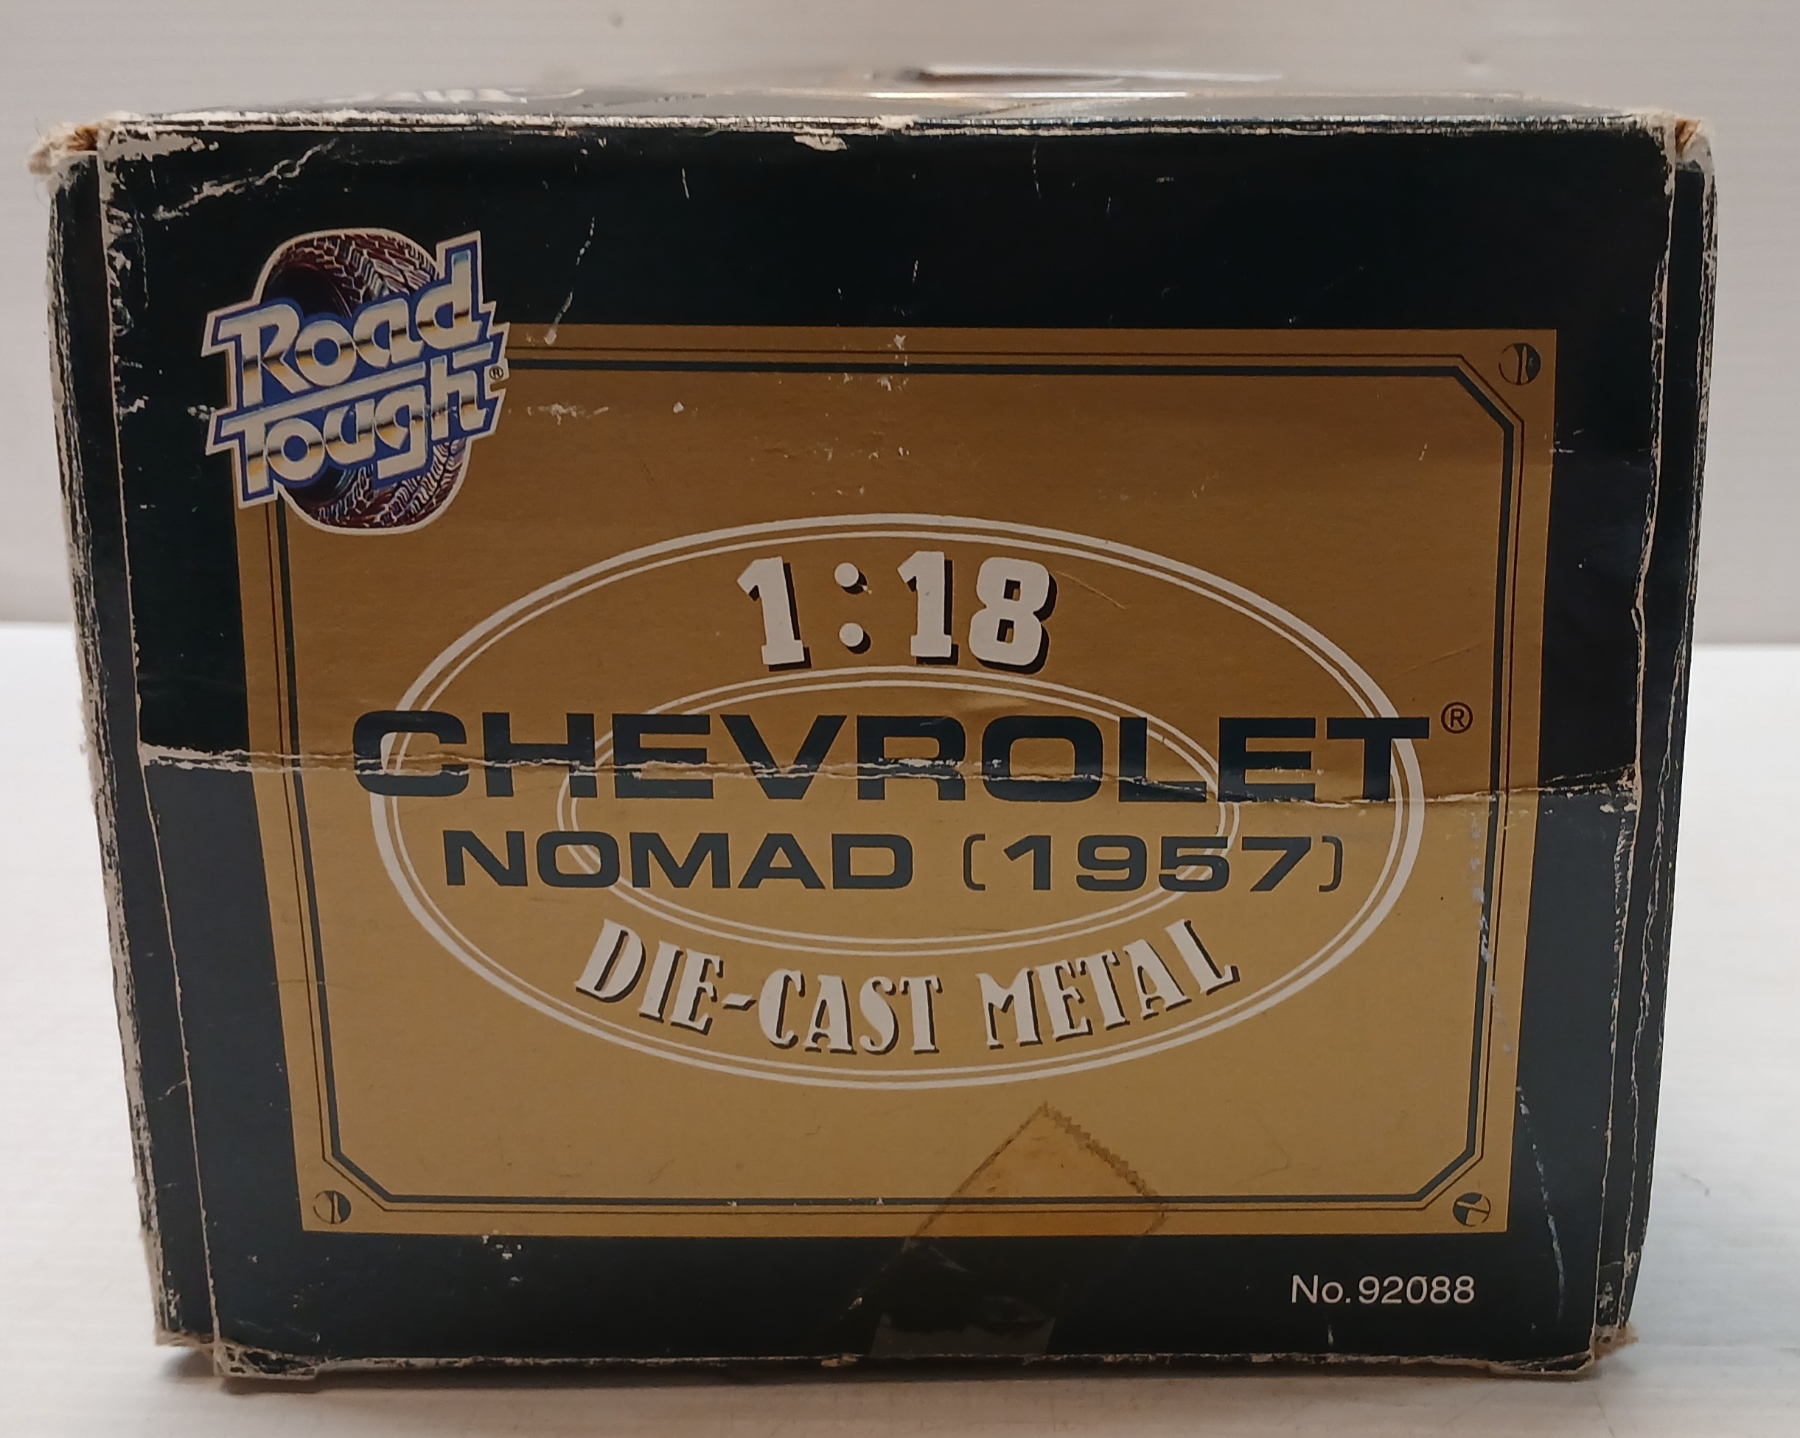 Road
Tough®
1:18
CHEVROLET®
NOMAD (1957)
DIE-CAST METAL
No.92088